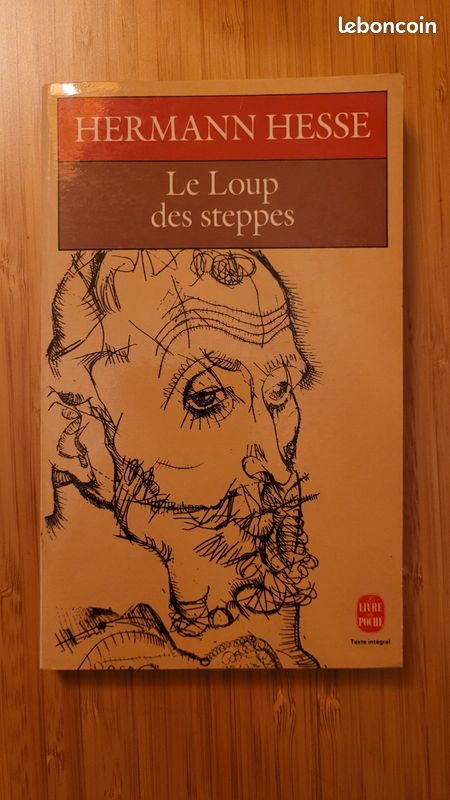 leboncoin
HERMANN HESSE
Le Loup
des steppes
LE
LIVRE
DE
POCHE
Texte intégral